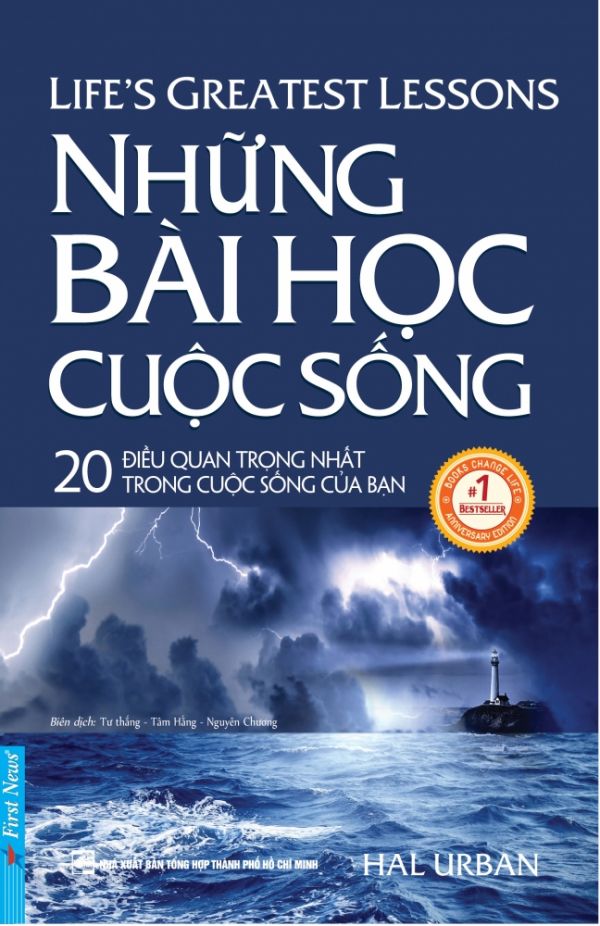 LIFE'S GREATEST LESSONS
NHỮNG
BÀI HỌC
CUỘC SỐNG
20 ĐIỀU QUAN TRỌNG NHẤT
TRONG CUỘC SỐNG CỦA BẠN
BOOKS CHANGE LIFE
#1
BESTSELLER
ANNIVERSARY EDITION
Biên dịch: Tư thắng - Tâm Hằng - Nguyên Chương
First News®
NHÀ XUẤT BẢN TỔNG HỢP THÀNH PHỐ HỒ CHÍ MINH
HAL URBAN